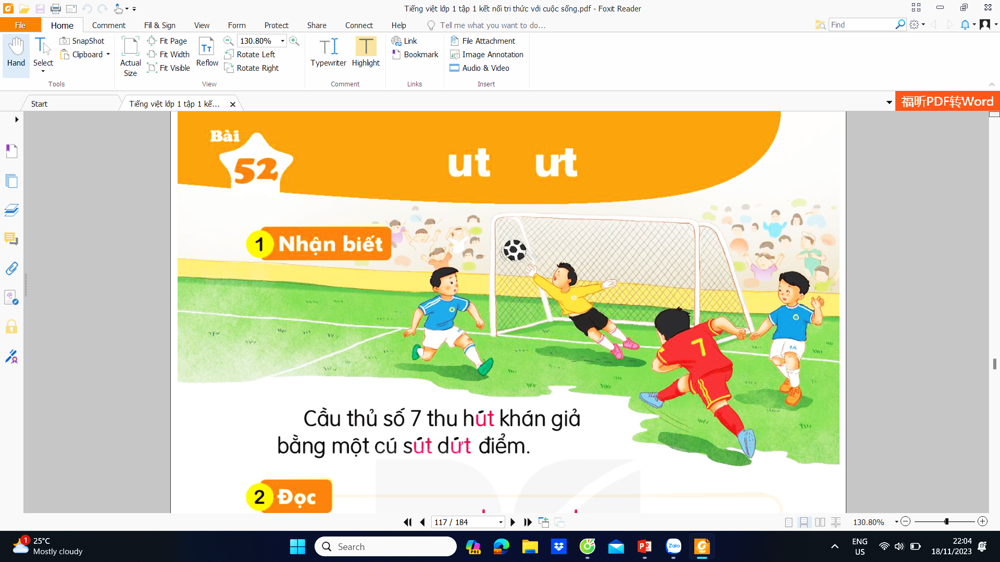 Tiếng việt lớp 1 tập 1 kết nối tri thức với cuộc sống.pdf - Foxit Reader
File Home Comment Fill & Sign View Form Protect Share Connect Help Tell me what you want to do... Find
Hand
Select
SnapShot
Clipboard
Tools
Actual Size
Fit Page
Fit Width
Fit Visible
Reflow
130.80%
Rotate Left
Rotate Right
View
Typewriter
Highlight
Comment
Link
Bookmark
Links
File Attachment
Image Annotation
Audio & Video
Insert
Start
Tiếng việt lớp 1 tập 1 kế...
福昕PDF转Word
Bài
52
ut ưt
1 Nhận biết
7
Cầu thủ số 7 thu hút khán giả
bằng một cú sút dứt điểm.
2 Đọc
117 / 184
130.80%
1
25°C
Mostly cloudy
Search
PRE
Zalo
PDF
ENG
US
22:04
18/11/2023